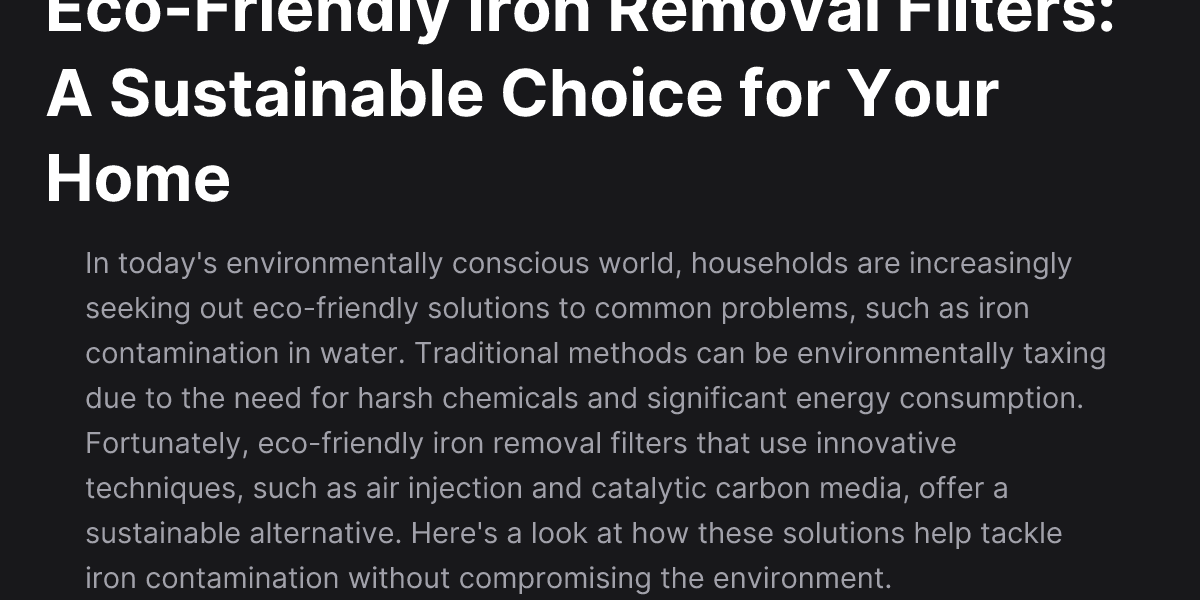 Eco-Friendly Iron Removal Filters:
A Sustainable Choice for Your
Home
In today's environmentally conscious world, households are increasingly
seeking out eco-friendly solutions to common problems, such as iron
contamination in water. Traditional methods can be environmentally taxing
due to the need for harsh chemicals and significant energy consumption.
Fortunately, eco-friendly iron removal filters that use innovative
techniques, such as air injection and catalytic carbon media, offer a
sustainable alternative. Here's a look at how these solutions help tackle
iron contamination without compromising the environment.